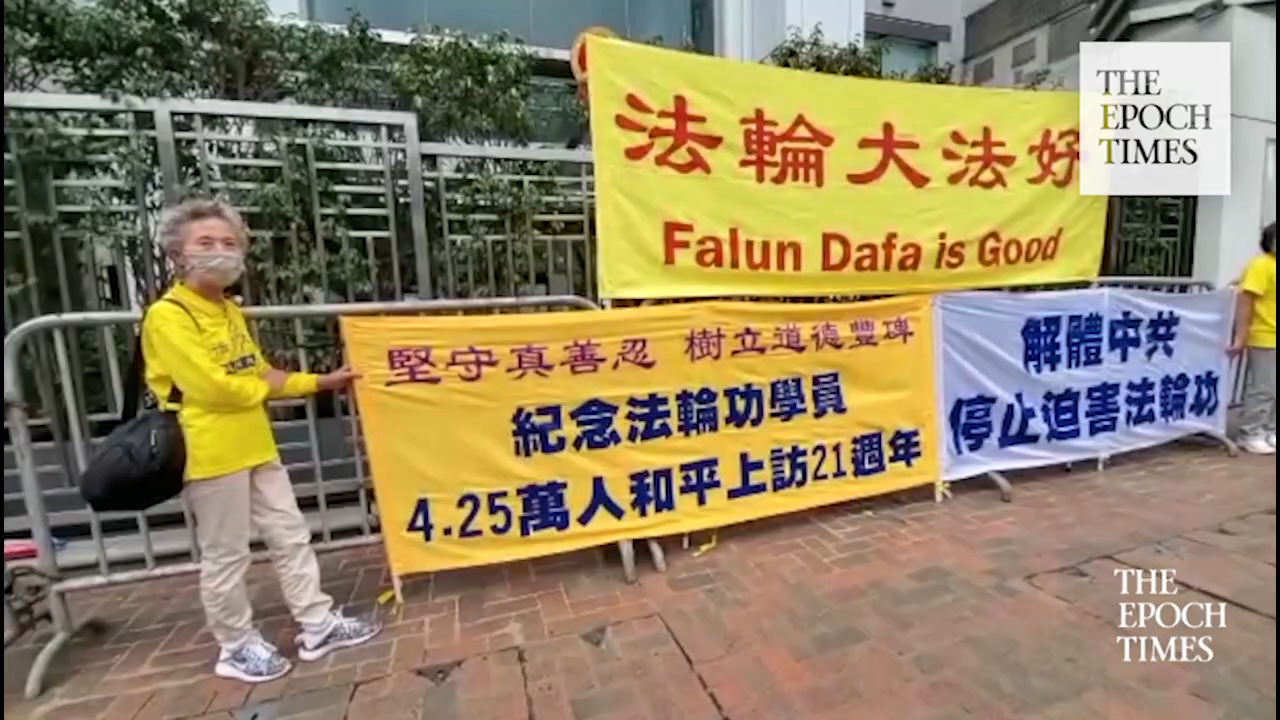 法輪大法好
Falun Dafa is Good
堅守真善忍 樹立道德豐碑
紀念法輪功學員
4.25萬人和平上訪21週年
解體中共
停止迫害法輪功
THE
EPOCH
TIMES
THE
EPOCH
TIMES